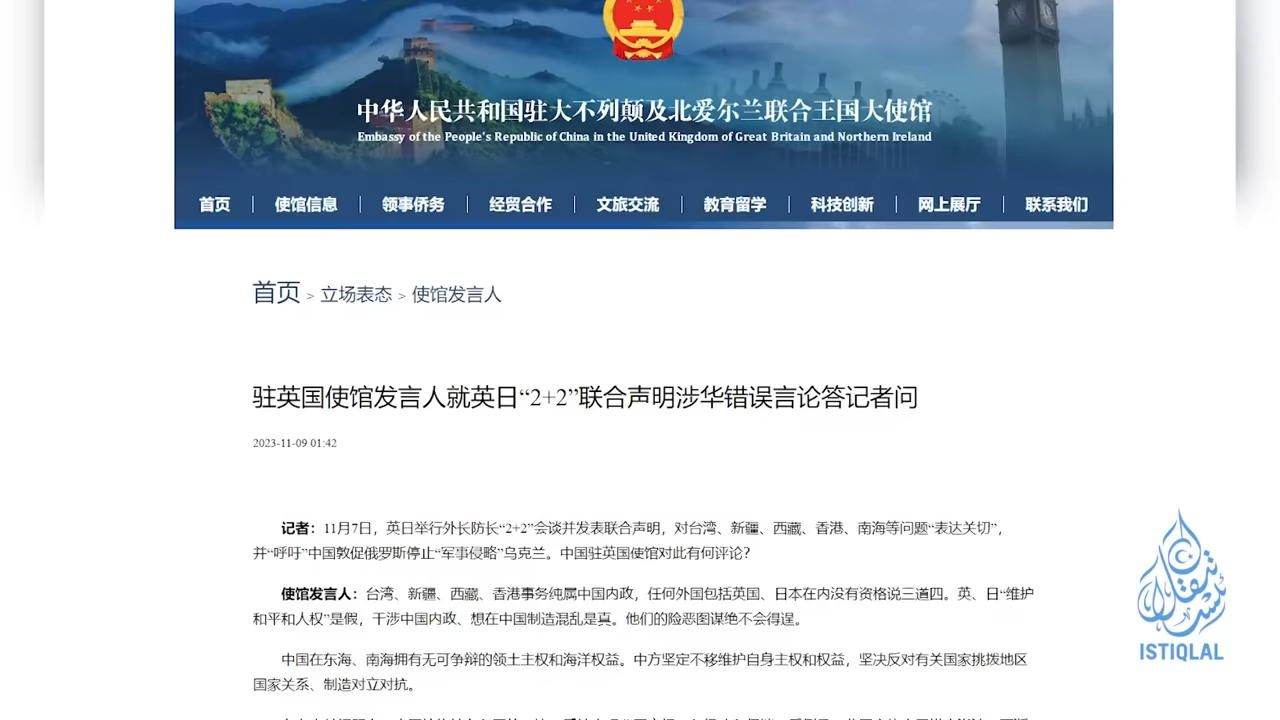 中华人民共和国驻大不列颠及北爱尔兰联合王国大使馆
Embassy of the People's Republic of China in the United Kingdom of Great Britain and Northern Ireland
首页 | 使馆信息 | 领事侨务 | 经贸合作 | 文旅交流 | 教育留学 | 科技创新 | 网上展厅 | 联系我们
首页 > 立场表态 > 使馆发言人
驻英国使馆发言人就英日“2+2”联合声明涉华错误言论答记者问
2023-11-09 01:42
记者：11月7日，英日举行外长防长“2+2”会谈并发表联合声明，对台湾、新疆、西藏、香港、南海等问题“表达关切”，
并“呼吁”中国敦促俄罗斯停止“军事侵略”乌克兰。中国驻英国使馆对此有何评论？
使馆发言人：台湾、新疆、西藏、香港事务纯属中国内政，任何外国包括英国、日本在内没有资格说三道四。英、日“维护
和平和人权”是假，干涉中国内政、想在中国制造混乱是真。他们的险恶图谋绝不会得逞。
中国在东海、南海拥有无可争辩的领土主权和海洋权益。中方坚定不移维护自身主权和权益，坚决反对有关国家挑拨地区
国家关系、制造对立对抗。
ISTIQLAL